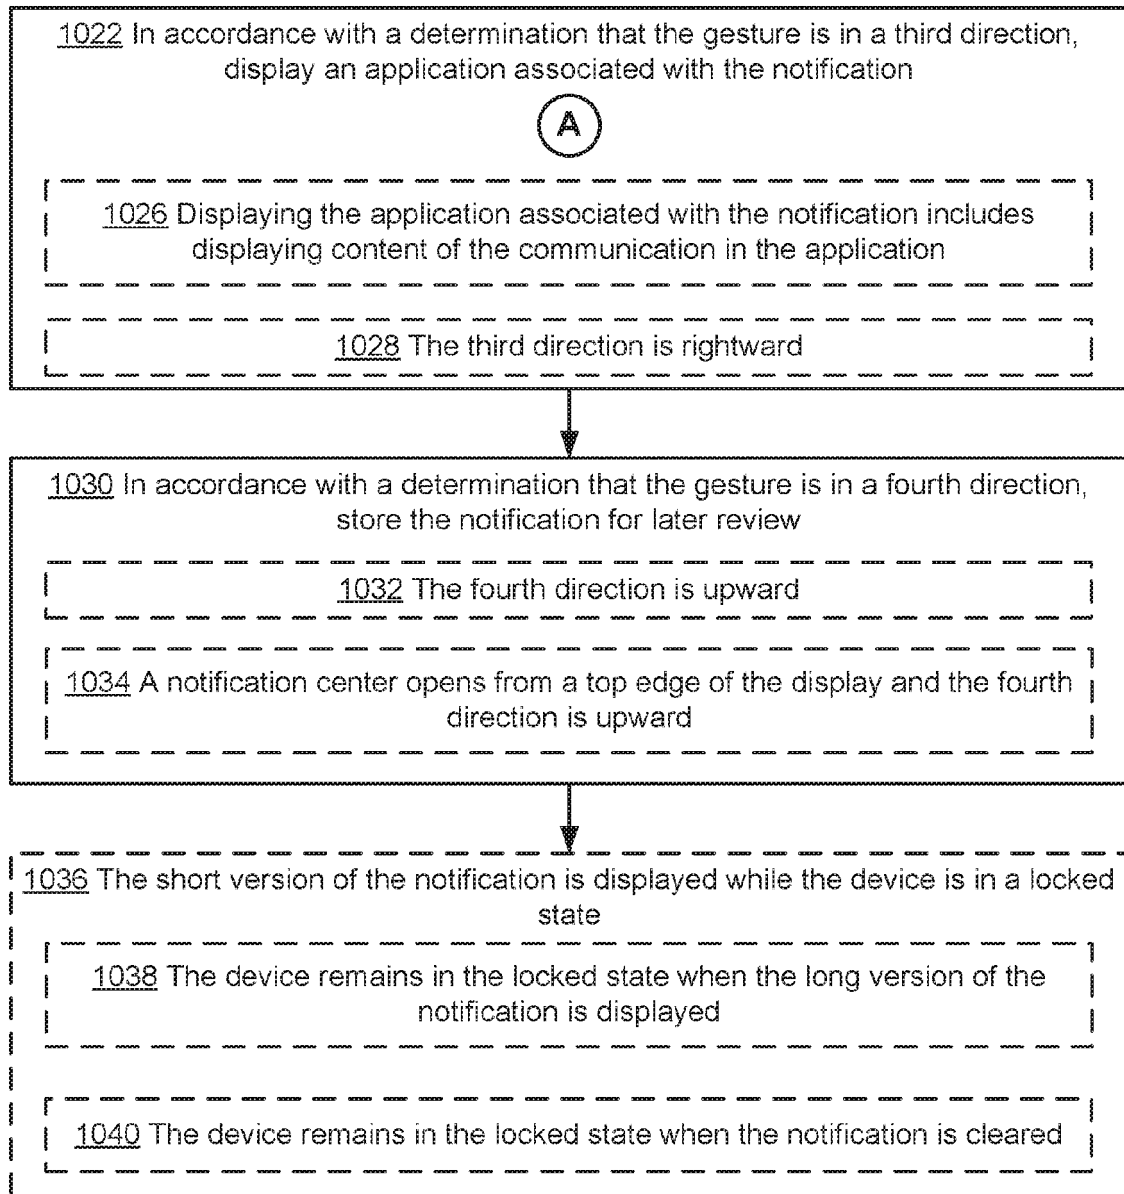 1022 In accordance with a determination that the gesture is in a third direction,
display an application associated with the notification
A
1026 Displaying the application associated with the notification includes
displaying content of the communication in the application
1028 The third direction is rightward
1030 In accordance with a determination that the gesture is in a fourth direction,
store the notification for later review
1032 The fourth direction is upward
1034 A notification center opens from a top edge of the display and the fourth
direction is upward
1036 The short version of the notification is displayed while the device is in a locked
state
1038 The device remains in the locked state when the long version of the
notification is displayed
1040 The device remains in the locked state when the notification is cleared